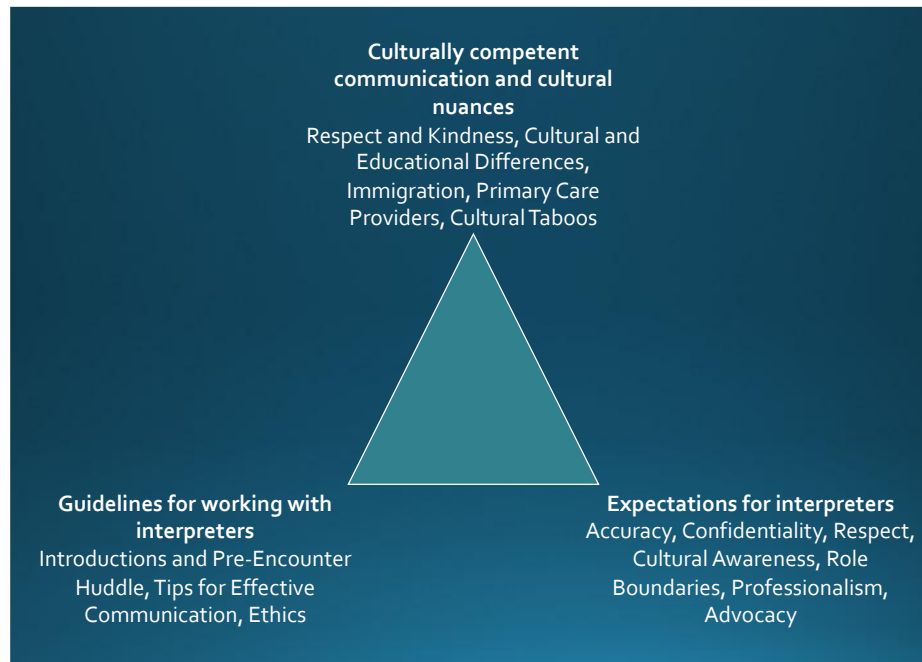 Culturally competent
communication and cultural
nuances
Respect and Kindness, Cultural and
Educational Differences,
Immigration, Primary Care
Providers, Cultural Taboos
Guidelines for working with
interpreters
Introductions and Pre-Encounter
Huddle, Tips for Effective
Communication, Ethics
Expectations for interpreters
Accuracy, Confidentiality, Respect,
Cultural Awareness, Role
Boundaries, Professionalism,
Advocacy